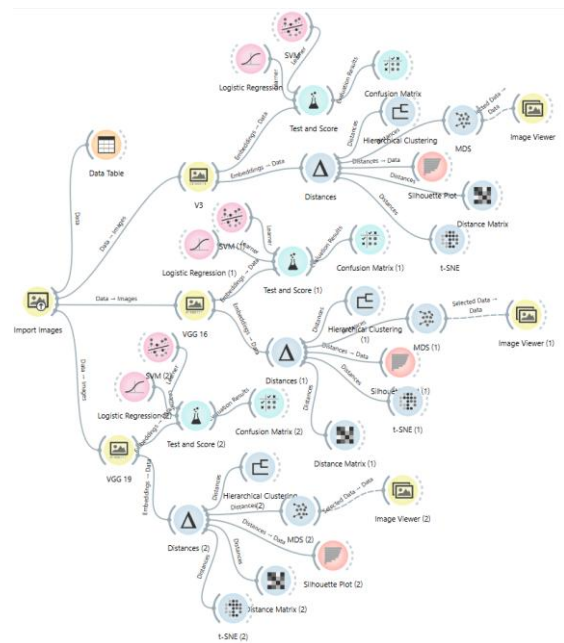 SVM
Learner
Learner
Logistic Regression
Evaluation Results
Confusion Matrix
Test and Score
Embeddings → Data
Data Table
Data
Data → Images
V3
Embeddings → Data
Distances
Distances
Distances
Hierarchical Clustering
MDS
Selected Data → Data
Image Viewer
Distances → Data
Distances
Silhouette Plot
Distance Matrix
Distances
t-SNE
SVM (1)
Learner
Logistic Regression (1)
Evaluation Results
Test and Score (1)
Confusion Matrix (1)
Embeddings → Data
Import Images
Data → Images
VGG 16
Embeddings → Data
Distances
Hierarchical Clustering (1)
Distances
MDS (1)
Selected Data → Data
Image Viewer (1)
Distances (1)
Distances → Data
Distances
Distances
t-SNE (1)
Distance Matrix (1)
Data → Images
SVM (2)
Learner
Logistic Regression (2)
Evaluation Results
Test and Score (2)
Confusion Matrix (2)
Embeddings → Data
VGG 19
Embeddings → Data
Distances
Hierarchical Clustering (2)
Distances
MDS (2)
Selected Data → Data
Image Viewer (2)
Distances (2)
Distances → Data
Silhouette Plot (2)
Distances
Distance Matrix (2)
Distances
t-SNE (2)